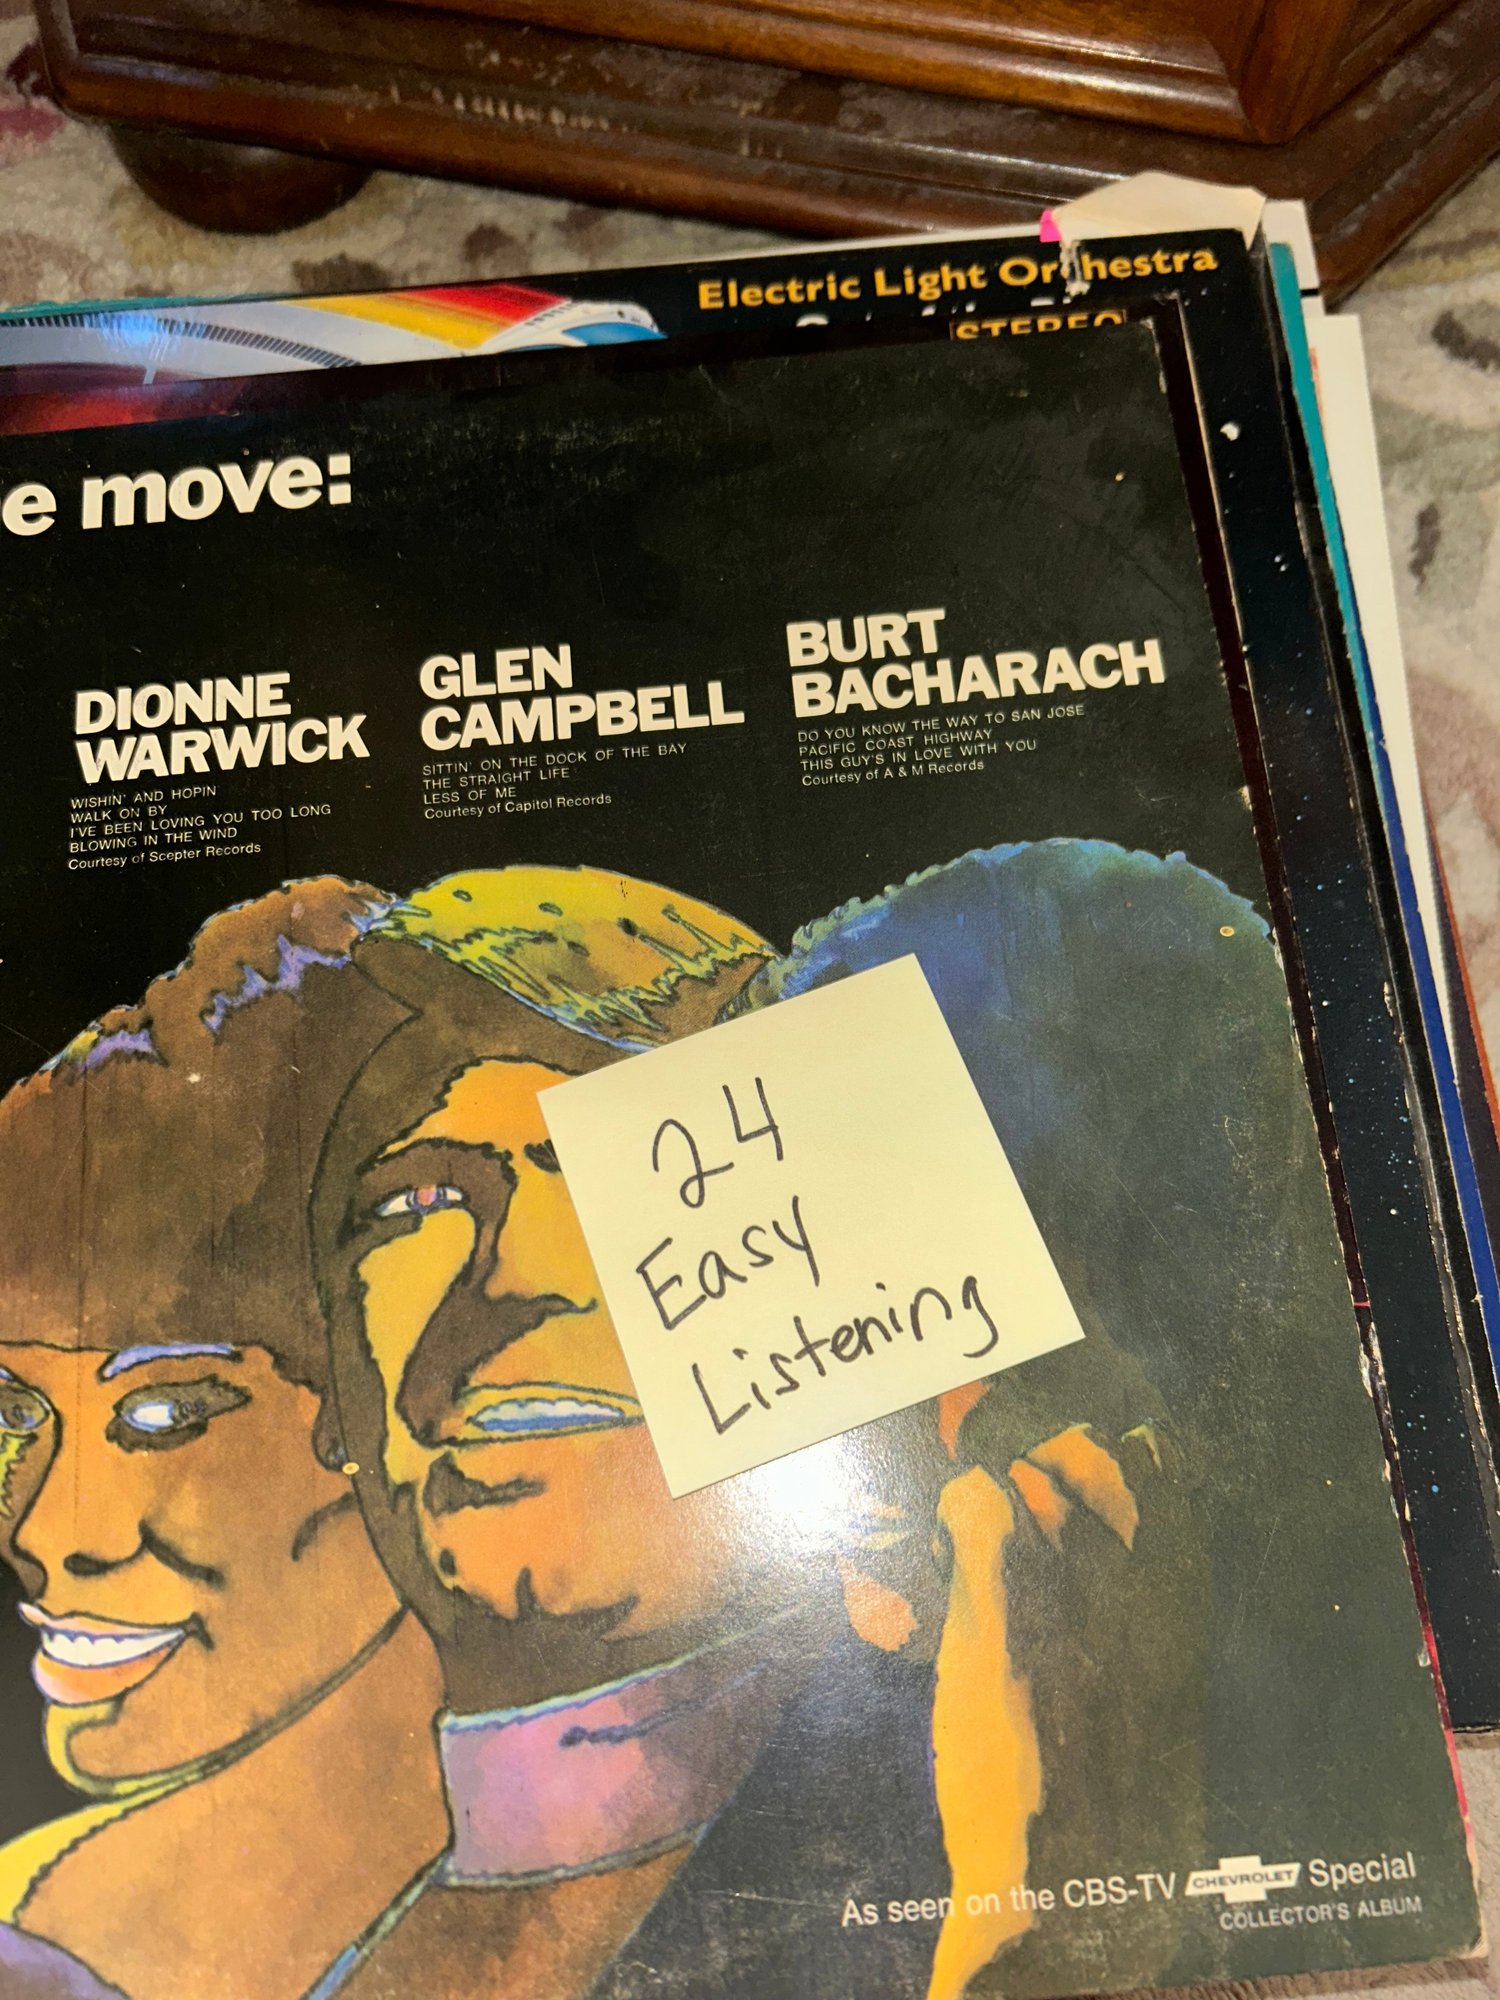 Electric Light Orchestra
STEREO
e move:
DIONNE
WARWICK
WISHIN' AND HOPIN'
WALK ON BY
I'VE BEEN LOVING YOU TOO LONG
BLOWING IN THE WIND
Courtesy of Scepter Records
GLEN
CAMPBELL
SITTIN' ON THE DOCK OF THE BAY
THE STRAIGHT LIFE
LESS OF ME
Courtesy of Capitol Records
BURT
BACHARACH
DO YOU KNOW THE WAY TO SAN JOSE
PACIFIC COAST HIGHWAY
THIS GUY'S IN LOVE WITH YOU
Courtesy of A & M Records
24
Easy
Listening
As seen on the CBS-TV CHEVROLET Special
COLLECTOR'S ALBUM